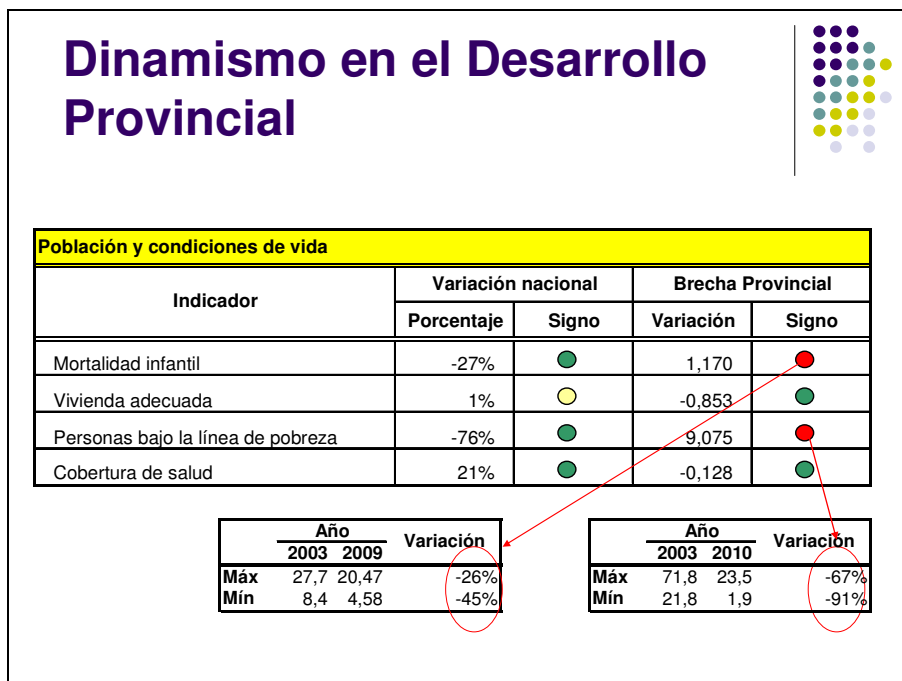 Dinamismo en el Desarrollo
Provincial
Población y condiciones de vida
Indicador Variación nacional Brecha Provincial
Porcentaje Signo Variación Signo
Mortalidad infantil -27% 1,170
Vivienda adecuada 1% -0,853
Personas bajo la línea de pobreza -76% 9,075
Cobertura de salud 21% -0,128
Año Variación
2003 2009
Máx 27,7 20,47 -26%
Mín 8,4 4,58 -45%
Año Variación
2003 2010
Máx 71,8 23,5 -67%
Mín 21,8 1,9 -91%